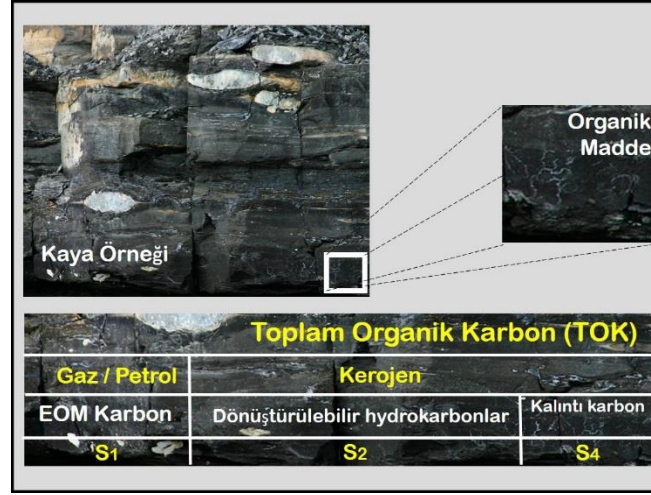 Organik
Madde
Kaya Örneği
Toplam Organik Karbon (TOK)
Gaz / Petrol
Kerojen
EOM Karbon
Dönüştürülebilir hydrokarbonlar
Kalıntı karbon
S1
S2
S4